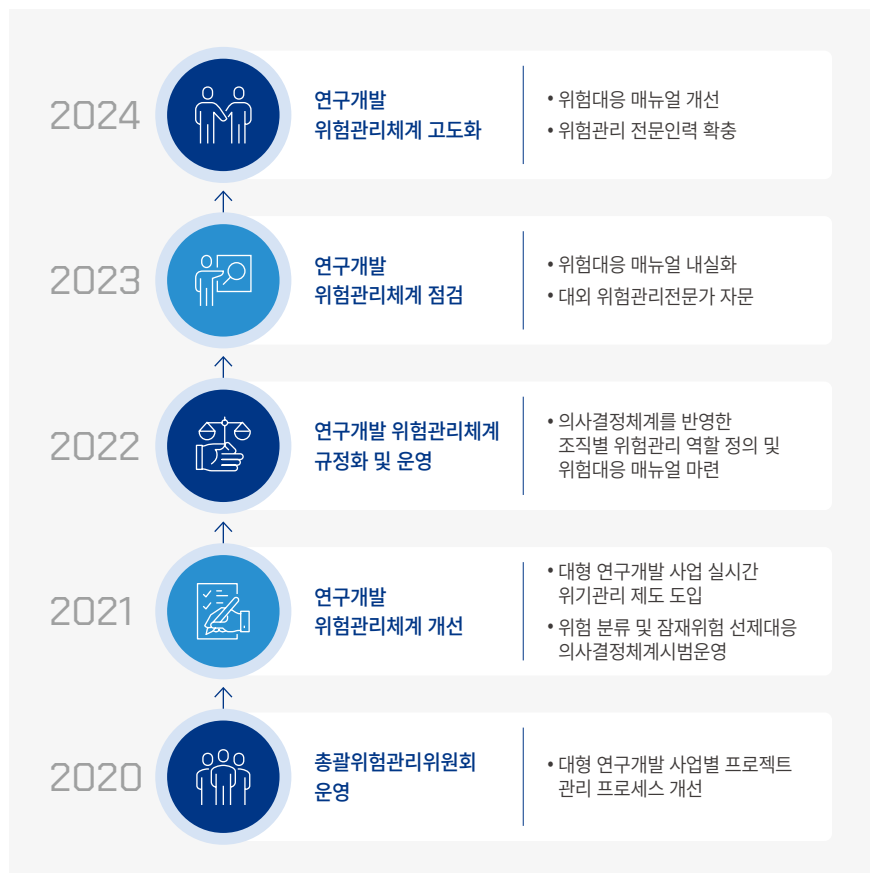 2024
연구개발
위험관리체계 고도화
• 위험대응 매뉴얼 개선
• 위험관리 전문인력 확충
2023
연구개발
위험관리체계 점검
• 위험대응 매뉴얼 내실화
• 대외 위험관리전문가 자문
2022
연구개발 위험관리체계
규정화 및 운영
• 의사결정체계를 반영한
조직별 위험관리 역할 정의 및
위험대응 매뉴얼 마련
2021
연구개발
위험관리체계 개선
• 대형 연구개발 사업 실시간
위기관리 제도 도입
• 위험 분류 및 잠재위험 선제대응
의사결정체계시범운영
2020
총괄위험관리위원회
운영
• 대형 연구개발 사업별 프로젝트
관리 프로세스 개선